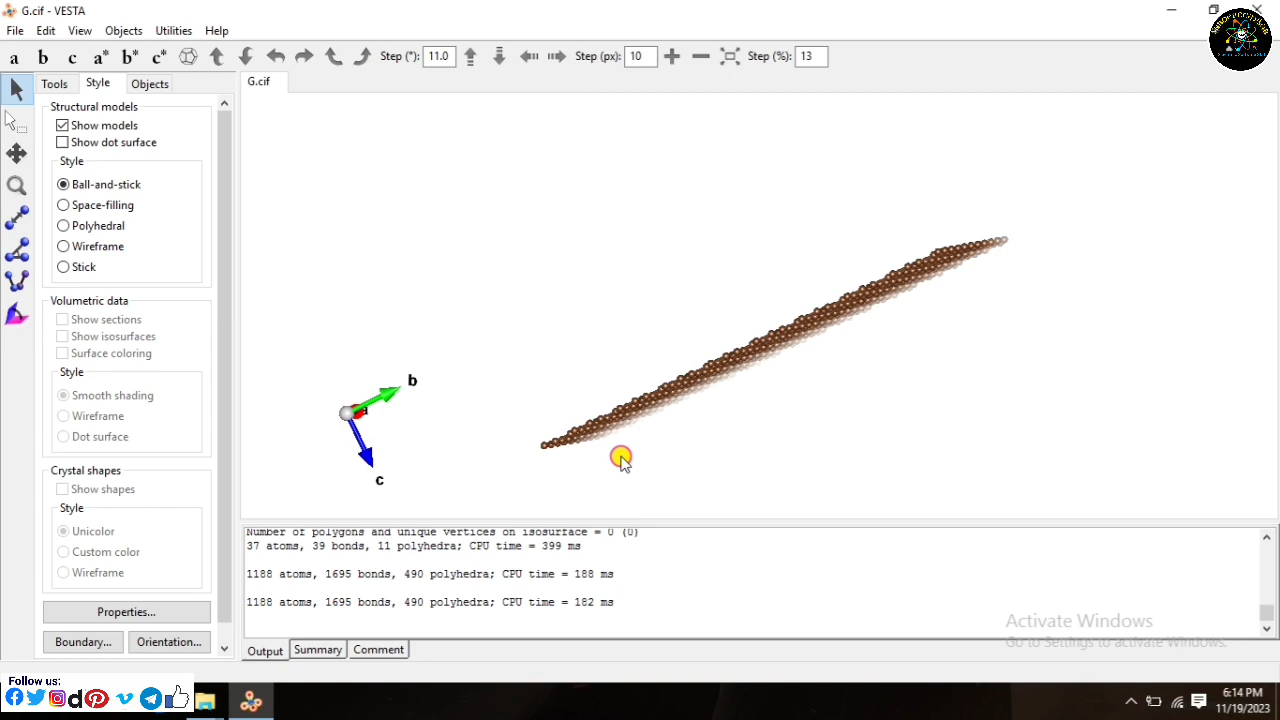 G.cif - VESTA
File Edit View Objects Utilities Help
a b c a* b* c* Step (°): 11.0 Step (px): 10 Step (%): 13
Tools Style Objects
G.cif
Structural models
Show models
Show dot surface
Style
Ball-and-stick
Space-filling
Polyhedral
Wireframe
Stick
Volumetric data
Show sections
Show isosurfaces
Surface coloring
Style
Smooth shading
Wireframe
Dot surface
Crystal shapes
Show shapes
Style
Unicolor
Custom color
Wireframe
Properties...
Boundary... Orientation...
b
a
c
Number of polygons and unique vertices on isosurface = 0 (0)
37 atoms, 39 bonds, 11 polyhedra; CPU time = 399 ms
1188 atoms, 1695 bonds, 490 polyhedra; CPU time = 188 ms
1188 atoms, 1695 bonds, 490 polyhedra; CPU time = 182 ms
Activate Windows
Go to Settings to activate Windows.
Output Summary Comment
Follow us:
6:14 PM
11/19/2023